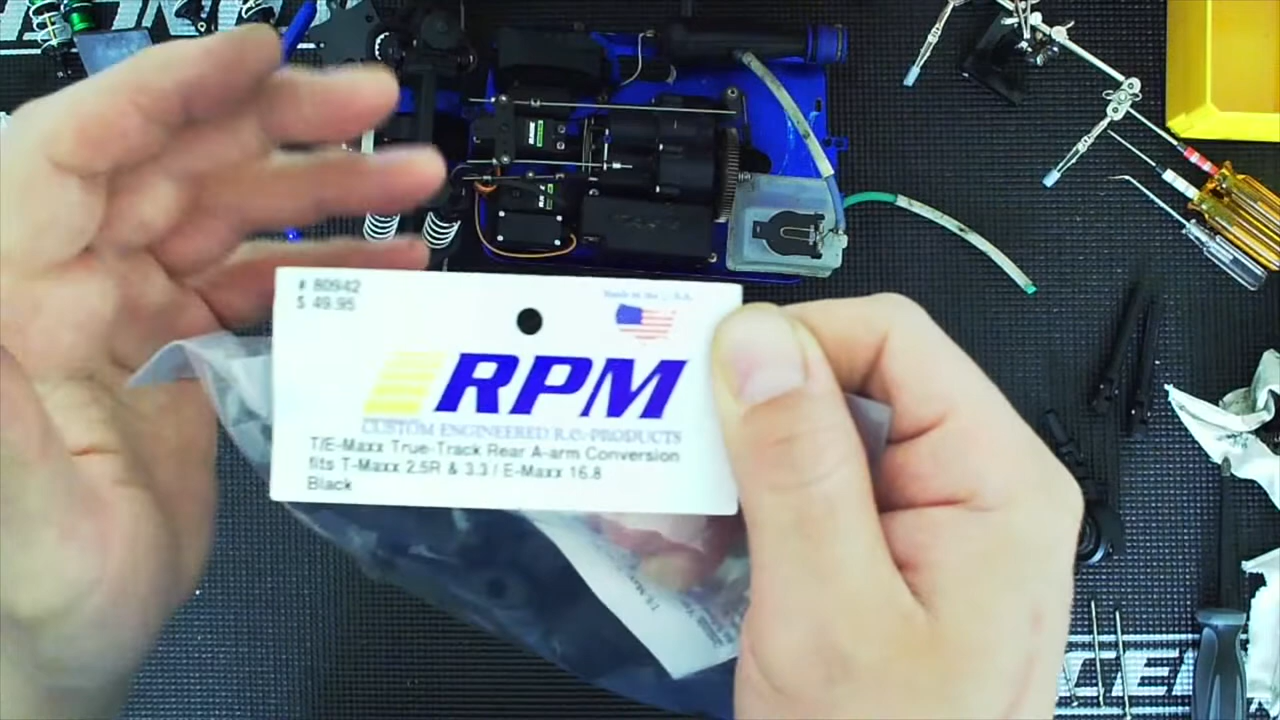 # 80942
$ 49.95
Made in the U.S.A.
RPM
CUSTOM ENGINEERED R.C. PRODUCTS
T/E-Maxx True-Track Rear A-arm Conversion
fits T-Maxx 2.5R & 3.3 / E-Maxx 16.8
Black